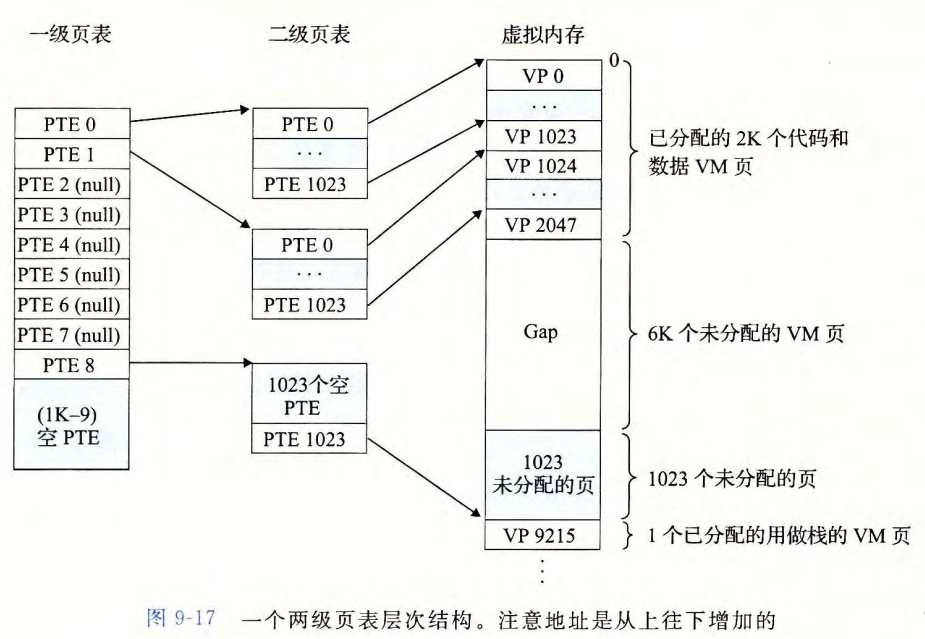 一级页表
二级页表
虚拟内存
PTE 0
PTE 1
PTE 2 (null)
PTE 3 (null)
PTE 4 (null)
PTE 5 (null)
PTE 6 (null)
PTE 7 (null)
PTE 8
(1K–9)
空 PTE
PTE 0
···
PTE 1023
PTE 0
···
PTE 1023
1023个空
PTE
PTE 1023
0
VP 0
···
VP 1023
VP 1024
···
VP 2047
Gap
1023
未分配的页
VP 9215
⋮
已分配的 2K 个代码和
数据 VM 页
6K 个未分配的 VM 页
1023 个未分配的页
1 个已分配的用做栈的 VM 页
图 9-17 一个两级页表层次结构。注意地址是从上往下增加的